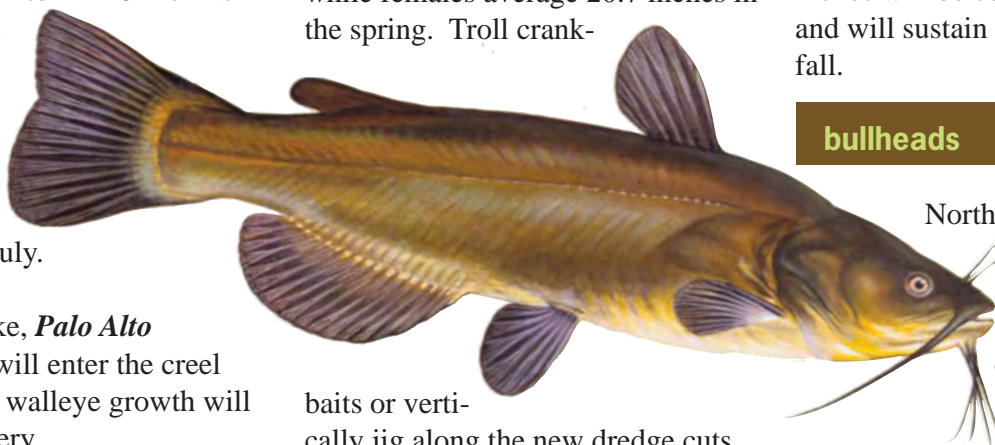 uly.
ke, Palo Alto
will enter the creel
walleye growth will
ery
while females average 20.7 inches in
the spring.  Troll crank-
baits or verti-
cally jig along the new dredge cuts
and will sustain
fall.
bullheads
North